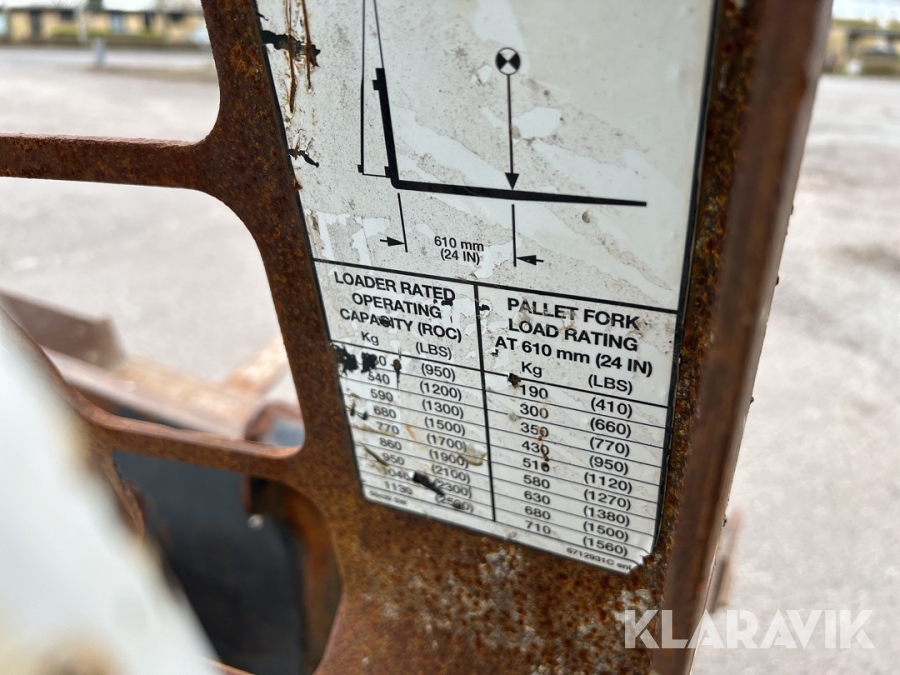 610 mm
(24 IN)
LOADER RATED
OPERATING
CAPACITY (ROC)
Kg (LBS)
(950)
540 (1200)
590 (1300)
680 (1500)
770 (1700)
860 (1900)
950 (2100)
(2300)
1130
PALLET FORK
LOAD RATING
AT 610 mm (24 IN)
Kg (LBS)
190 (410)
300 (660)
350 (770)
430 (950)
510 (1120)
580 (1270)
630 (1380)
680 (1500)
710 (1560)
6712931C enl
KLARAVIK